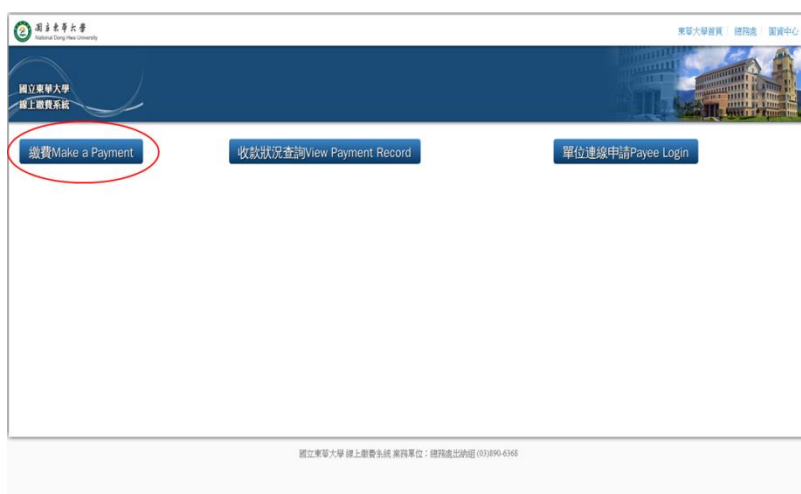 國立東華大學
National Dong Hwa University
東華大學首頁 | 總務處 | 圖資中心
國立東華大學
線上繳費系統
繳費Make a Payment
收款狀況查詢View Payment Record
單位連線申請Payee Login
國立東華大學 線上繳費系統 業務單位：總務處出納組 (03)890-6368